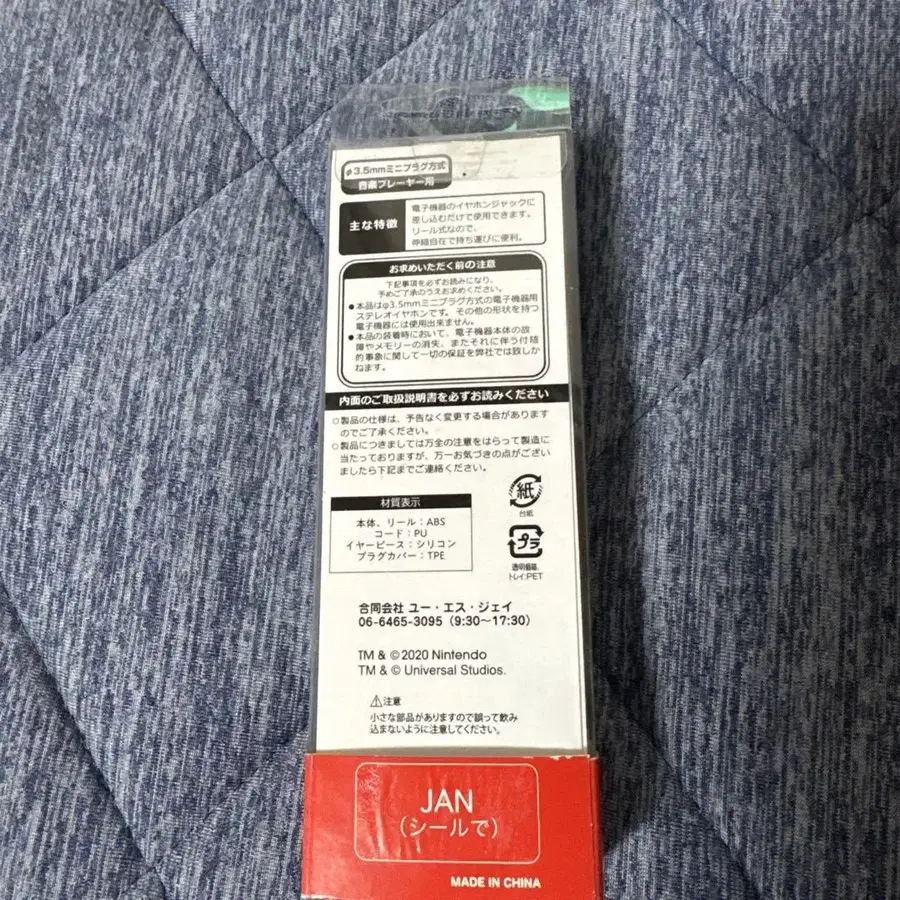 φ3.5mmミニプラグ方式
音楽プレーヤー用
主な特徴
電子機器のイヤホンジャックに
差し込むだけで使用できます。
リール式なので、
伸縮自在で持ち運びに便利。
お求めいただく前の注意
下記事項を必ずお読みになり、
予めご了承のうえお求めください。
●本品はφ3.5mmミニプラグ方式の電子機器用
ステレオイヤホンです。その他の形状を持つ
電子機器には使用出来ません。
●本品の装着時において、電子機器本体の故
障やメモリーの消失、またそれに伴う付随
的事象に関して一切の保証を弊社では致しか
ねます。
内面のご取扱説明書を必ずお読みください
○製品の仕様は、予告なく変更する場合があります
のでご了承ください。
○製品につきましては万全の注意をはらって製造に
当たっておりますが、万一お気づきの点がござい
ましたら下記までご連絡ください。
材質表示
本体、リール：ABS
コード：PU
イヤーピース：シリコン
プラグカバー：TPE
紙
台紙
プラ
透明個箱、
トレイ:PET
合同会社 ユー・エス・ジェイ
06-6465-3095（9:30～17:30）
TM & © 2020 Nintendo
TM & © Universal Studios.
⚠注意
小さな部品がありますので誤って飲み
込まないように注意してください。
JAN
（シールで）
MADE IN CHINA